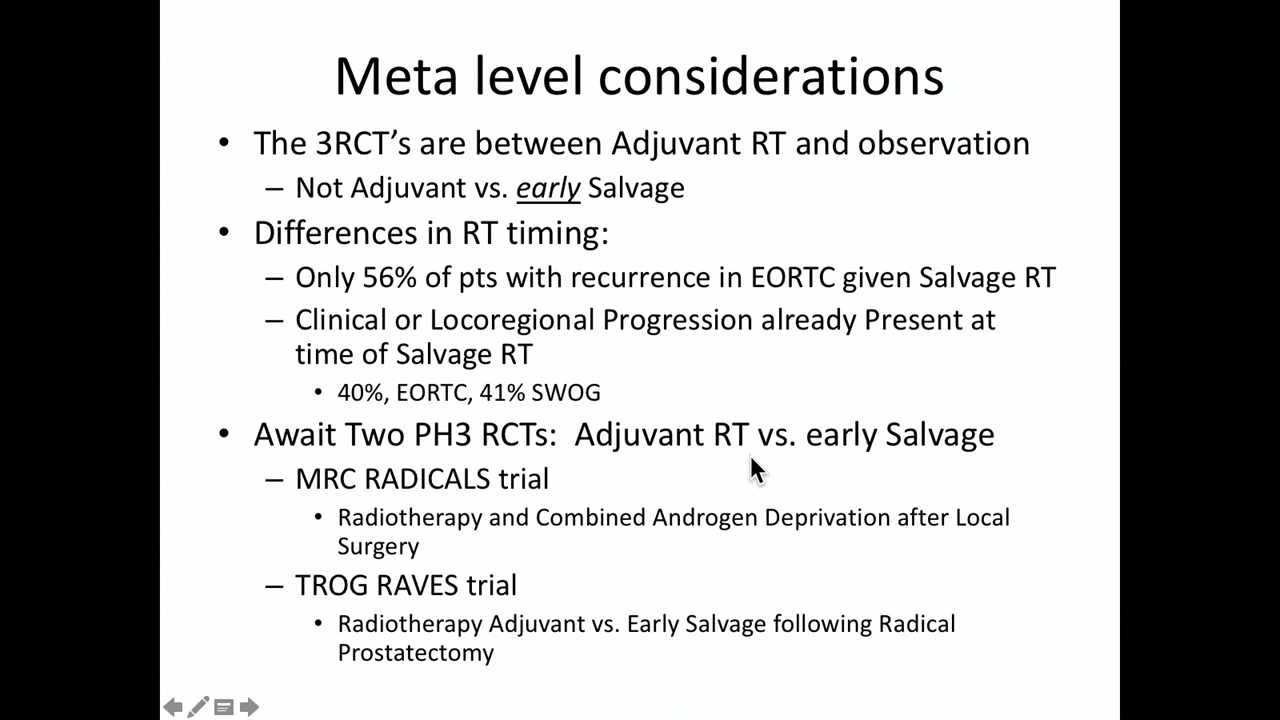 Meta level considerations
• The 3RCT's are between Adjuvant RT and observation
– Not Adjuvant vs. early Salvage
• Differences in RT timing:
– Only 56% of pts with recurrence in EORTC given Salvage RT
– Clinical or Locoregional Progression already Present at
time of Salvage RT
• 40%, EORTC, 41% SWOG
• Await Two PH3 RCTs:  Adjuvant RT vs. early Salvage
– MRC RADICALS trial
• Radiotherapy and Combined Androgen Deprivation after Local
Surgery
– TROG RAVES trial
• Radiotherapy Adjuvant vs. Early Salvage following Radical
Prostatectomy